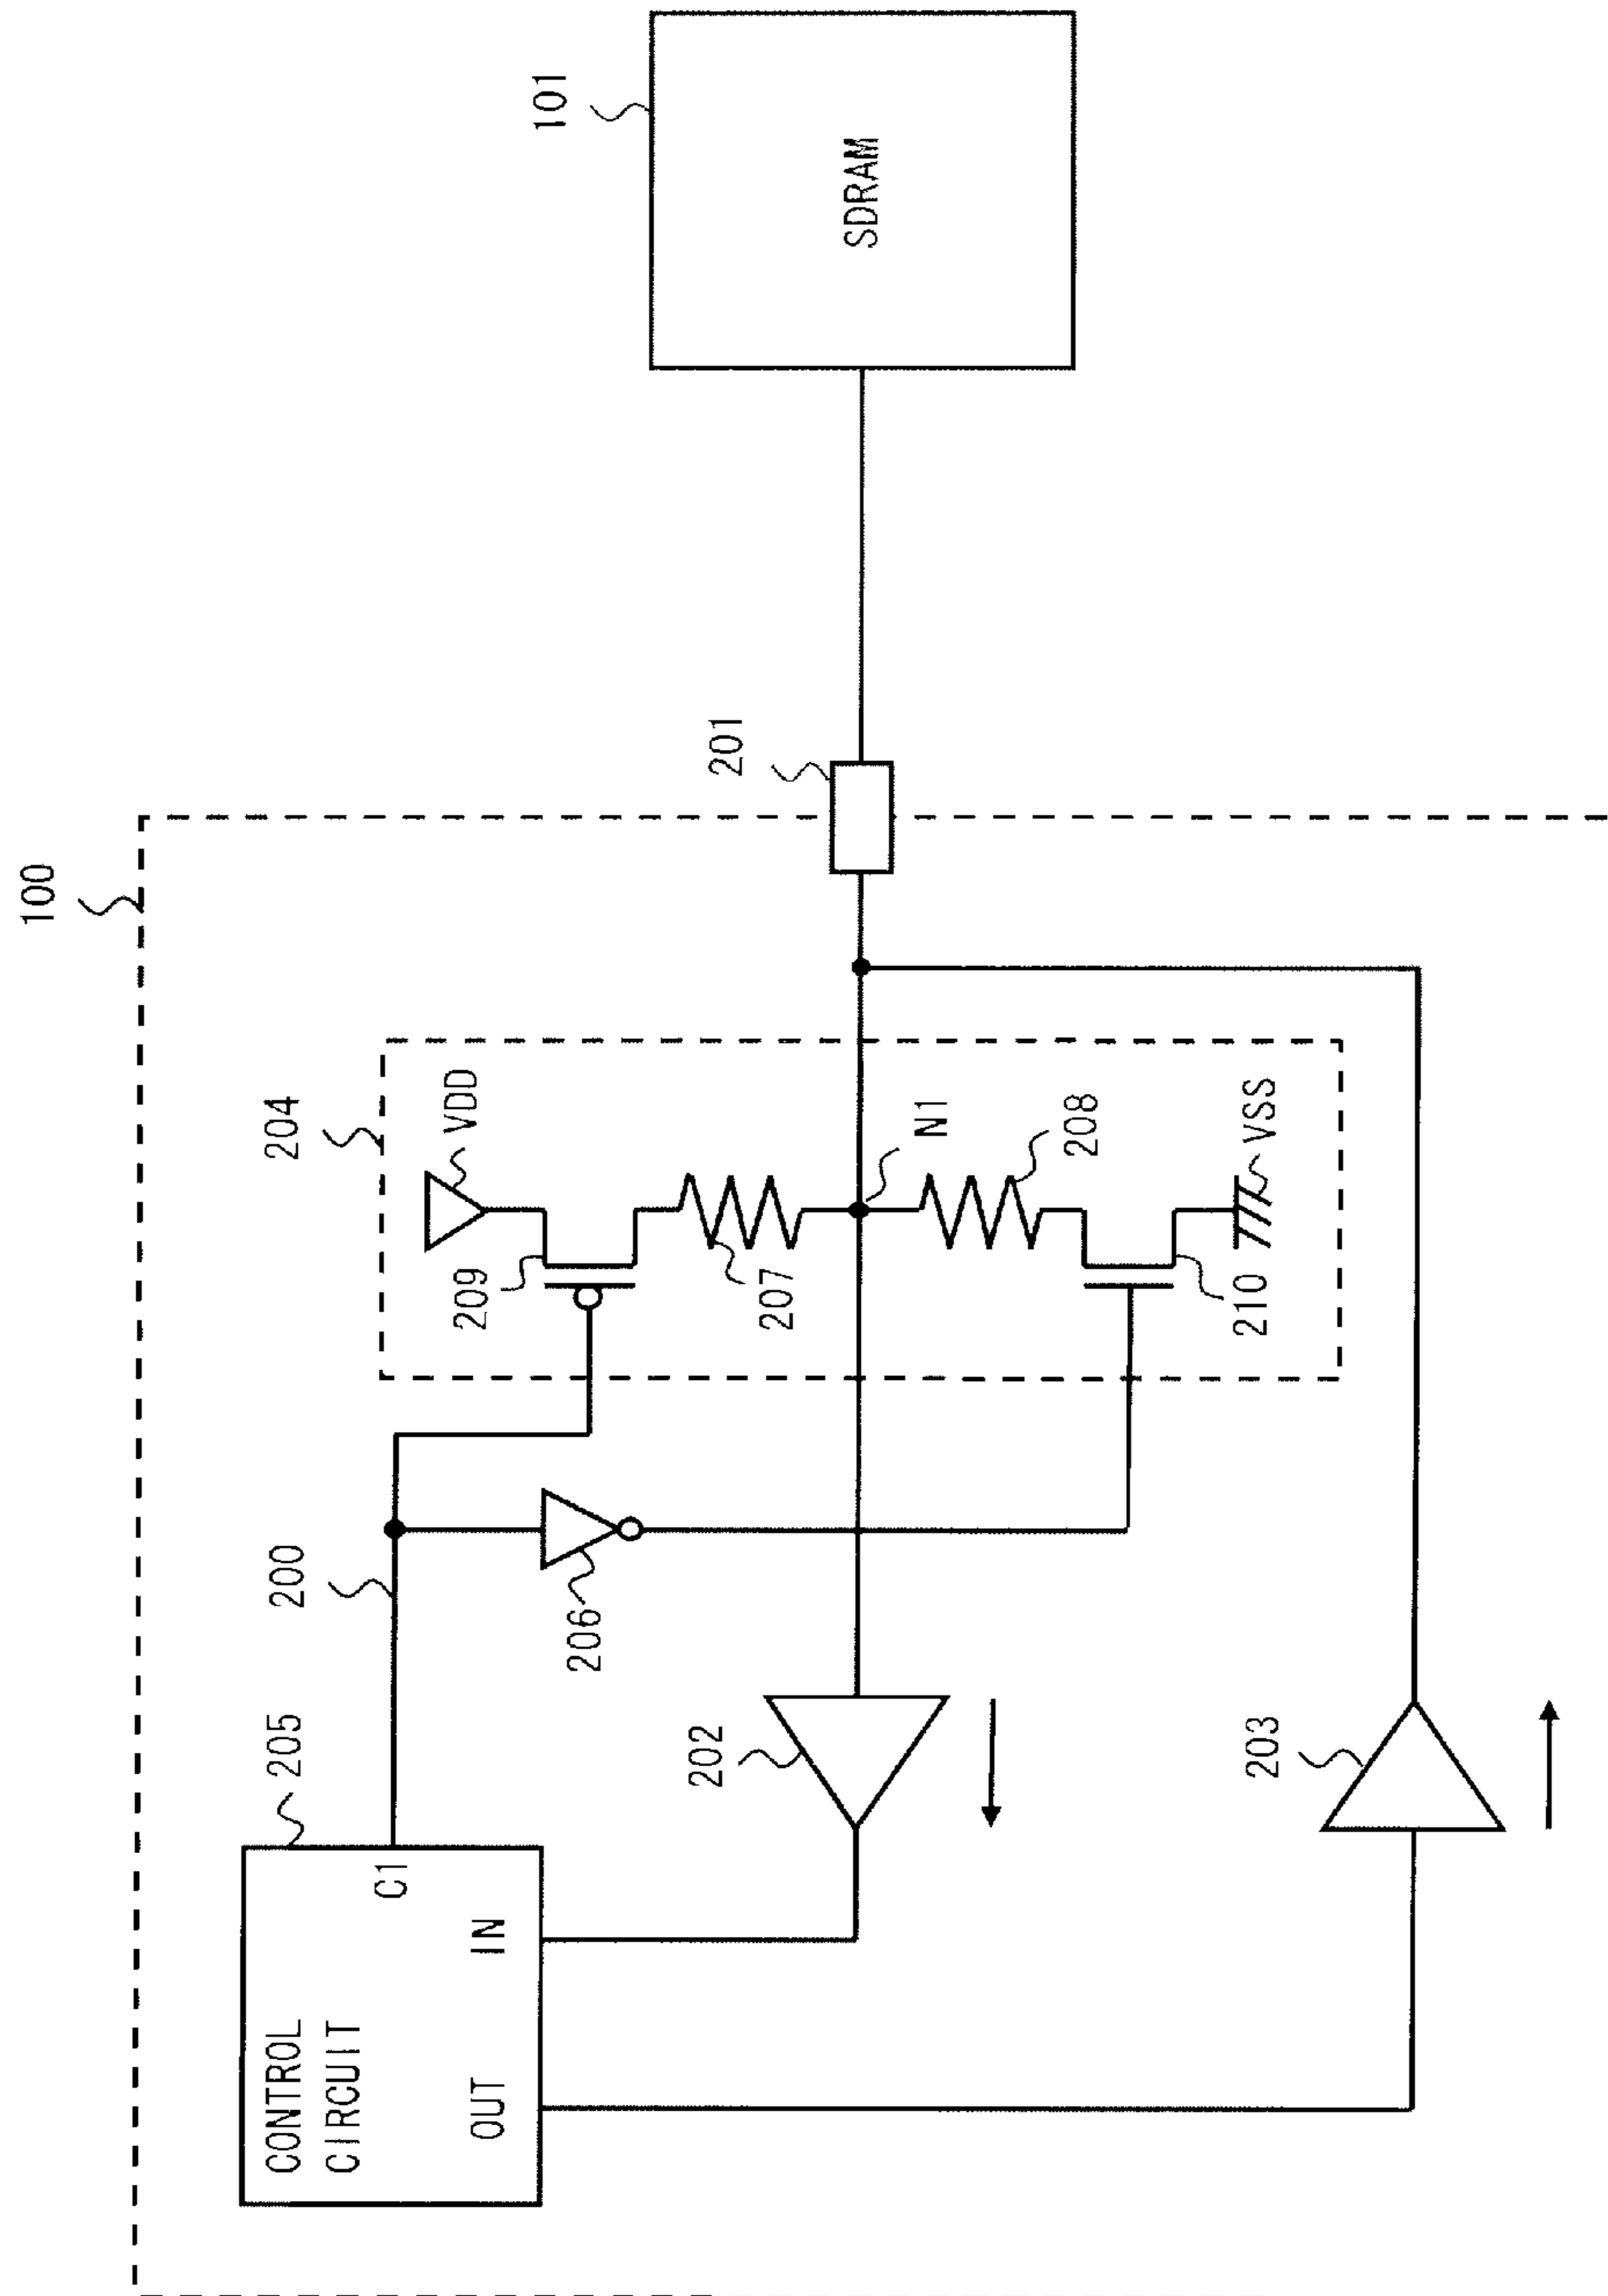 100
205
CONTROL
CIRCUIT
C1
IN
OUT
200
206
204
VDD
209
207
N1
208
210
VSS
202
203
201
101
SDRAM